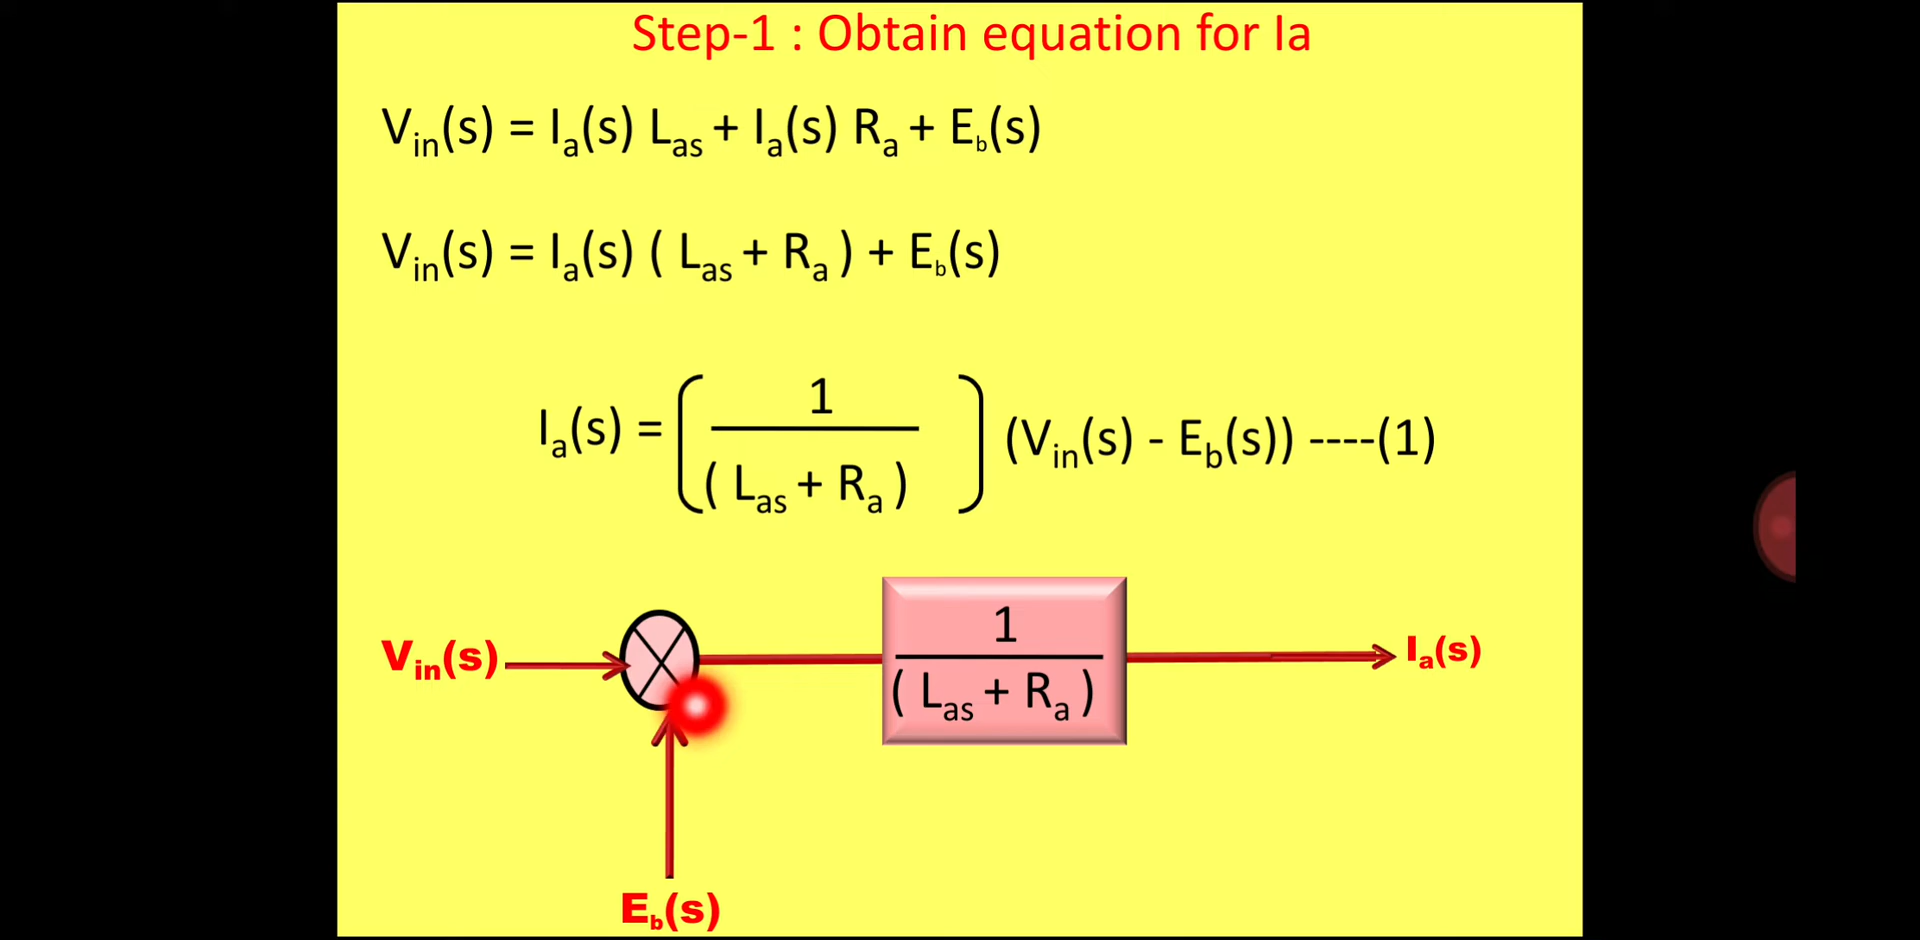 Step-1 : Obtain equation for Ia
Vin(s) = Ia(s) Las + Ia(s) Ra + Eb(s)
Vin(s) = Ia(s) ( Las + Ra ) + Eb(s)
1
Ia(s) = (Vin(s) - Eb(s)) ----(1)
( Las + Ra )
1
Vin(s) Ia(s)
( Las + Ra )
Eb(s)